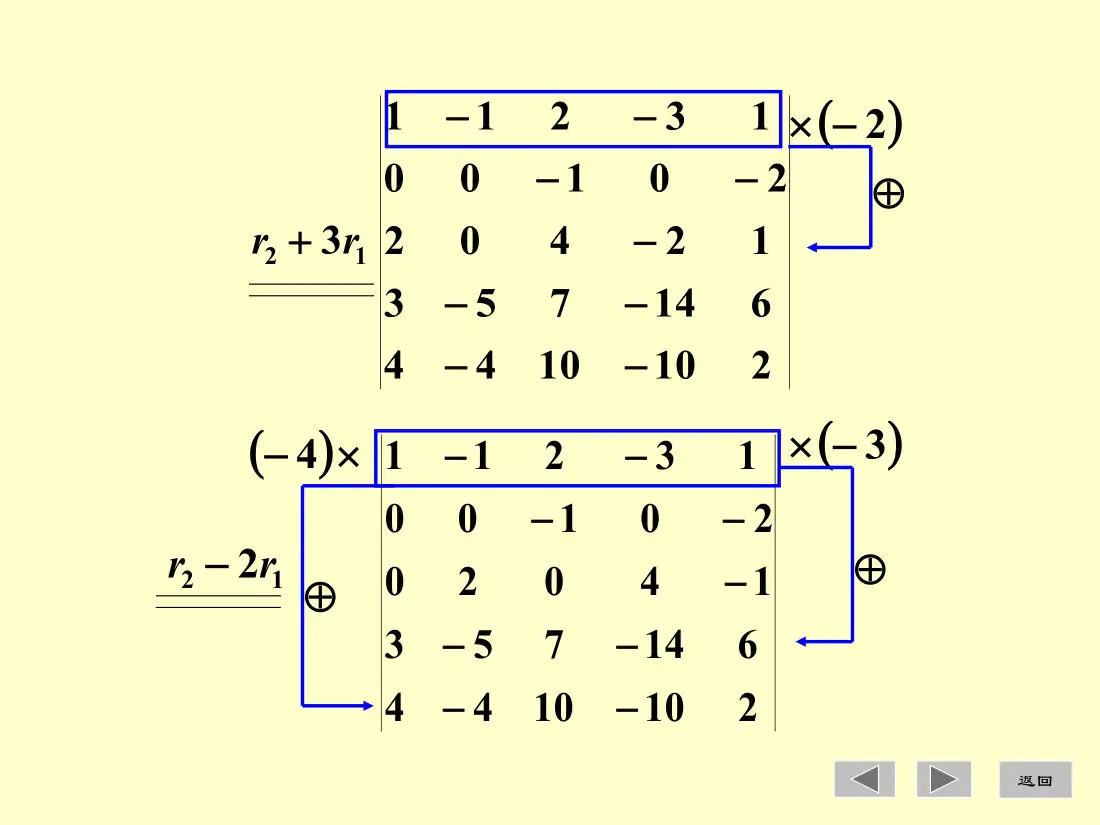 1 − 1 2 − 3 1 ×(− 2)
0 0 − 1 0 − 2
⊕
r₂ + 3r₁ 2 0 4 − 2 1
3 − 5 7 − 14 6
4 − 4 10 − 10 2
(− 4)× 1 − 1 2 − 3 1 ×(− 3)
0 0 − 1 0 − 2
r₂ − 2r₁ ⊕ 0 2 0 4 − 1 ⊕
3 − 5 7 − 14 6
4 − 4 10 − 10 2
返回